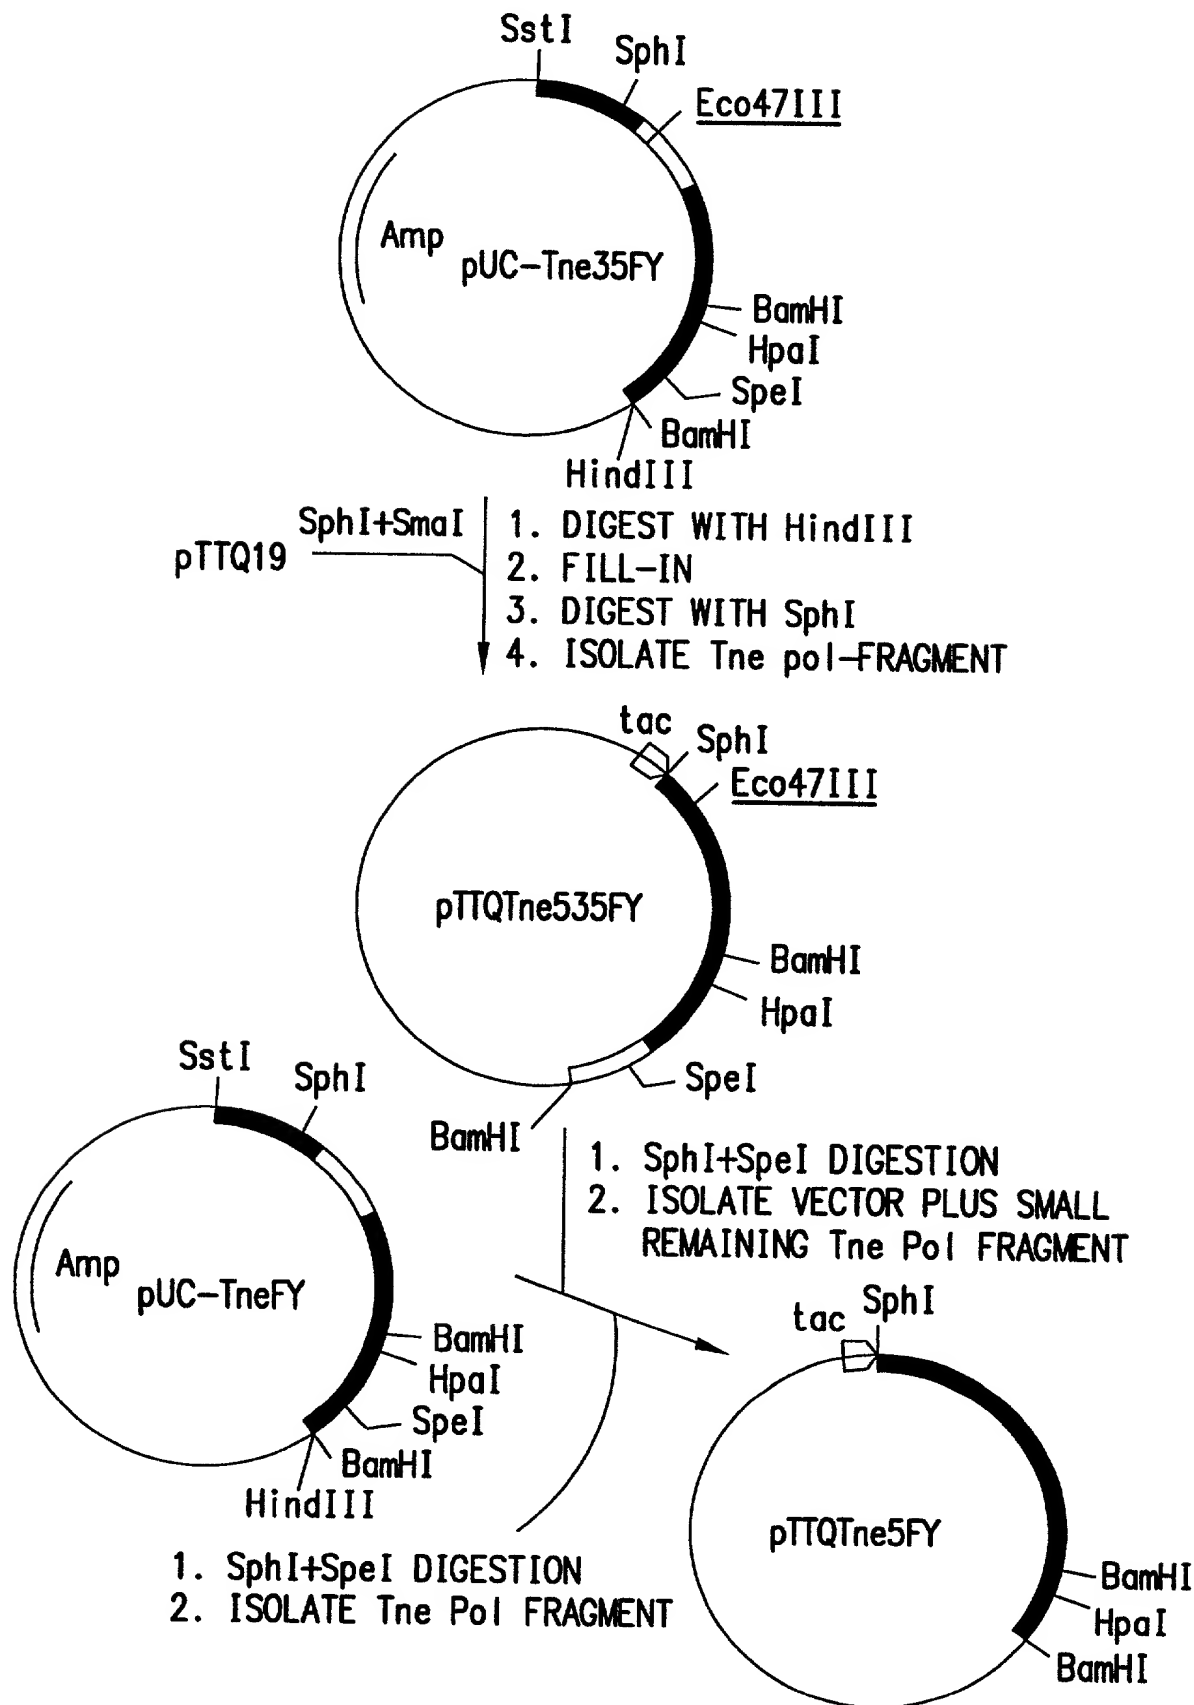 SstI
SphI
Eco47III
Amp
pUC-Tne35FY
BamHI
HpaI
SpeI
BamHI
HindIII
SphI+SmaI
pTTQ19
1. DIGEST WITH HindIII
2. FILL-IN
3. DIGEST WITH SphI
4. ISOLATE Tne pol-FRAGMENT
tac
SphI
Eco47III
pTTQTne535FY
BamHI
HpaI
SpeI
BamHI
SstI
SphI
Amp
pUC-TneFY
BamHI
HpaI
SpeI
BamHI
HindIII
1. SphI+SpeI DIGESTION
2. ISOLATE VECTOR PLUS SMALL
REMAINING Tne Pol FRAGMENT
1. SphI+SpeI DIGESTION
2. ISOLATE Tne Pol FRAGMENT
tac
SphI
pTTQTne5FY
BamHI
HpaI
BamHI